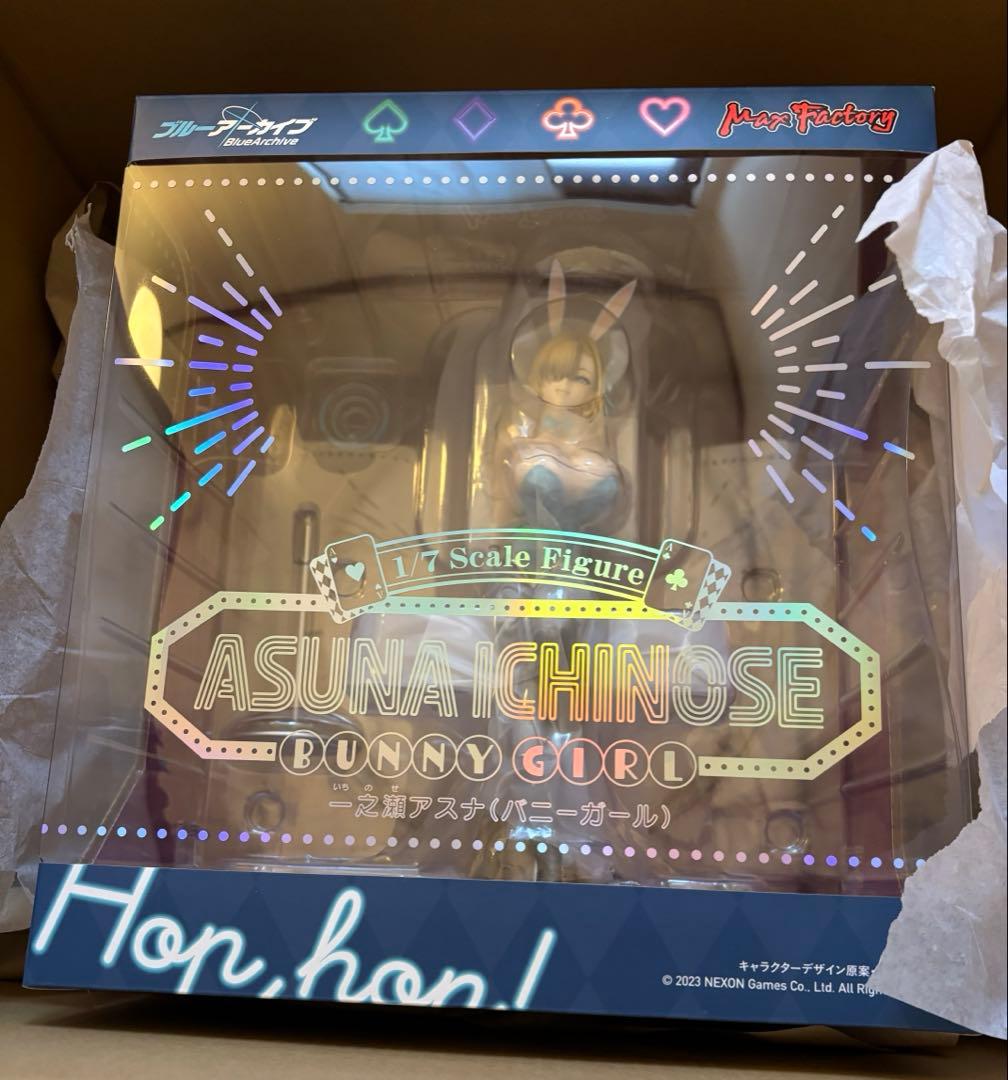 ブルーアーカイブ
BlueArchive
Max Factory
1/7 Scale Figure
ASUNA ICHINOSE
BUNNY GIRL
いちのせ
一之瀬アスナ(バニーガール)
Hop, hop!
キャラクターデザイン原案・
© 2023 NEXON Games Co., Ltd. All Rig